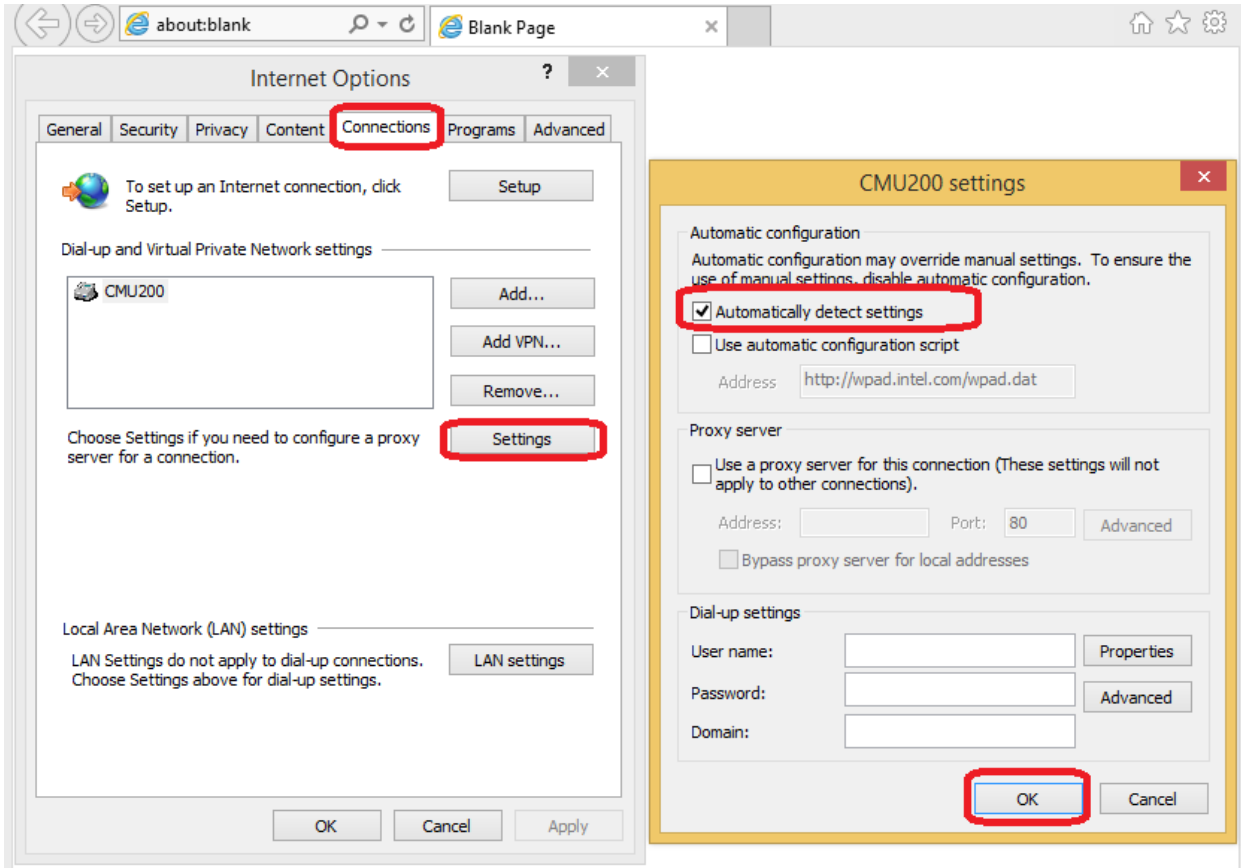 about:blank
Blank Page
Internet Options
?
General Security Privacy Content Connections Programs Advanced
To set up an Internet connection, click
Setup.
Setup
Dial-up and Virtual Private Network settings
CMU200
Add...
Add VPN...
Remove...
Choose Settings if you need to configure a proxy
server for a connection.
Settings
Local Area Network (LAN) settings
LAN Settings do not apply to dial-up connections.
Choose Settings above for dial-up settings.
LAN settings
OK Cancel Apply
CMU200 settings
Automatic configuration
Automatic configuration may override manual settings. To ensure the
use of manual settings, disable automatic configuration.
Automatically detect settings
Use automatic configuration script
Address http://wpad.intel.com/wpad.dat
Proxy server
Use a proxy server for this connection (These settings will not
apply to other connections).
Address: Port: 80 Advanced
Bypass proxy server for local addresses
Dial-up settings
User name: Properties
Password: Advanced
Domain:
OK Cancel